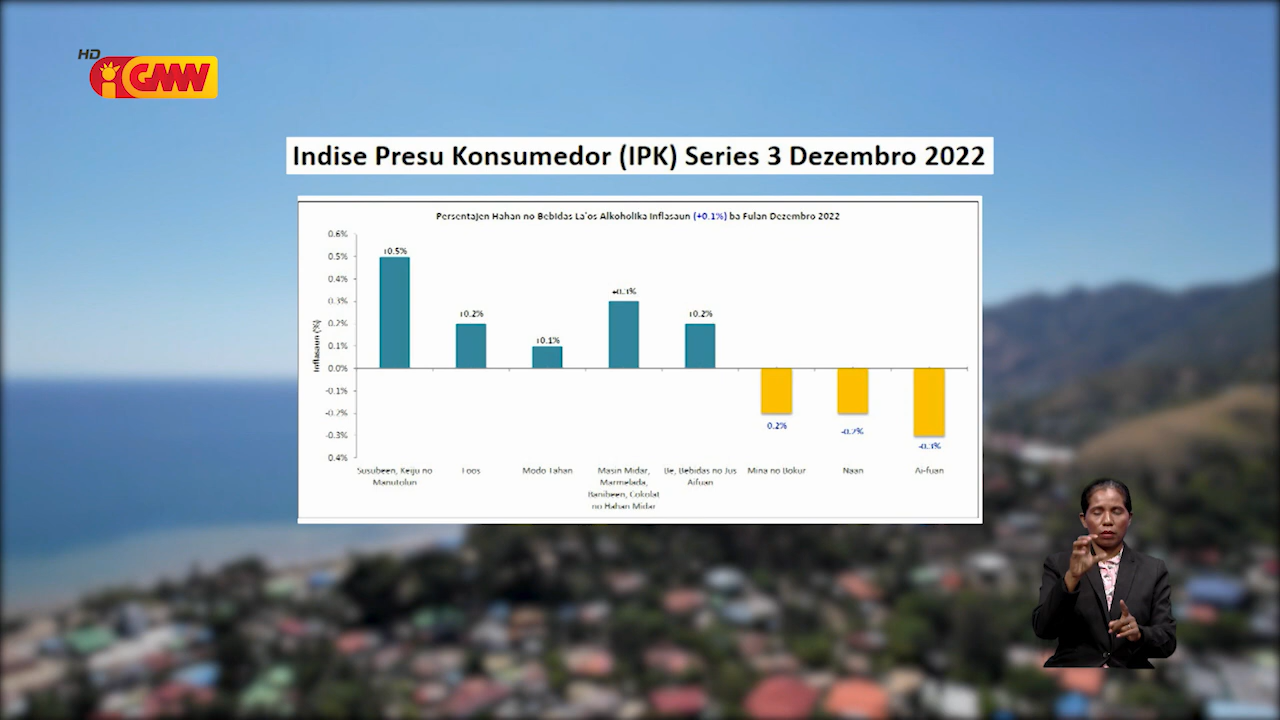 HD
GMN
Indise Presu Konsumedor (IPK) Series 3 Dezembro 2022
Persentajen Hahan no Bebidas La'os Alkoholika Inflasaun (+0.1%) ba Fulan Dezembro 2022
0.6%
0.5%
0.4%
0.3%
0.2%
0.1%
0.0%
-0.1%
-0.2%
-0.3%
0.4%
Inflasaun (%)
+0.5%
+0.2%
+0.1%
+0.3%
+0.2%
0.2%
-0.2%
-0.3%
Susubeen, Keiju no
Manutolun
Foos
Modo Tahan
Masin Midar,
Marmelada,
Banibeen, Cokolat
no Hahan Midar
Be, Bebidas no Jus
Aifuan
Mina no Bokur
Naan
Ai-fuan